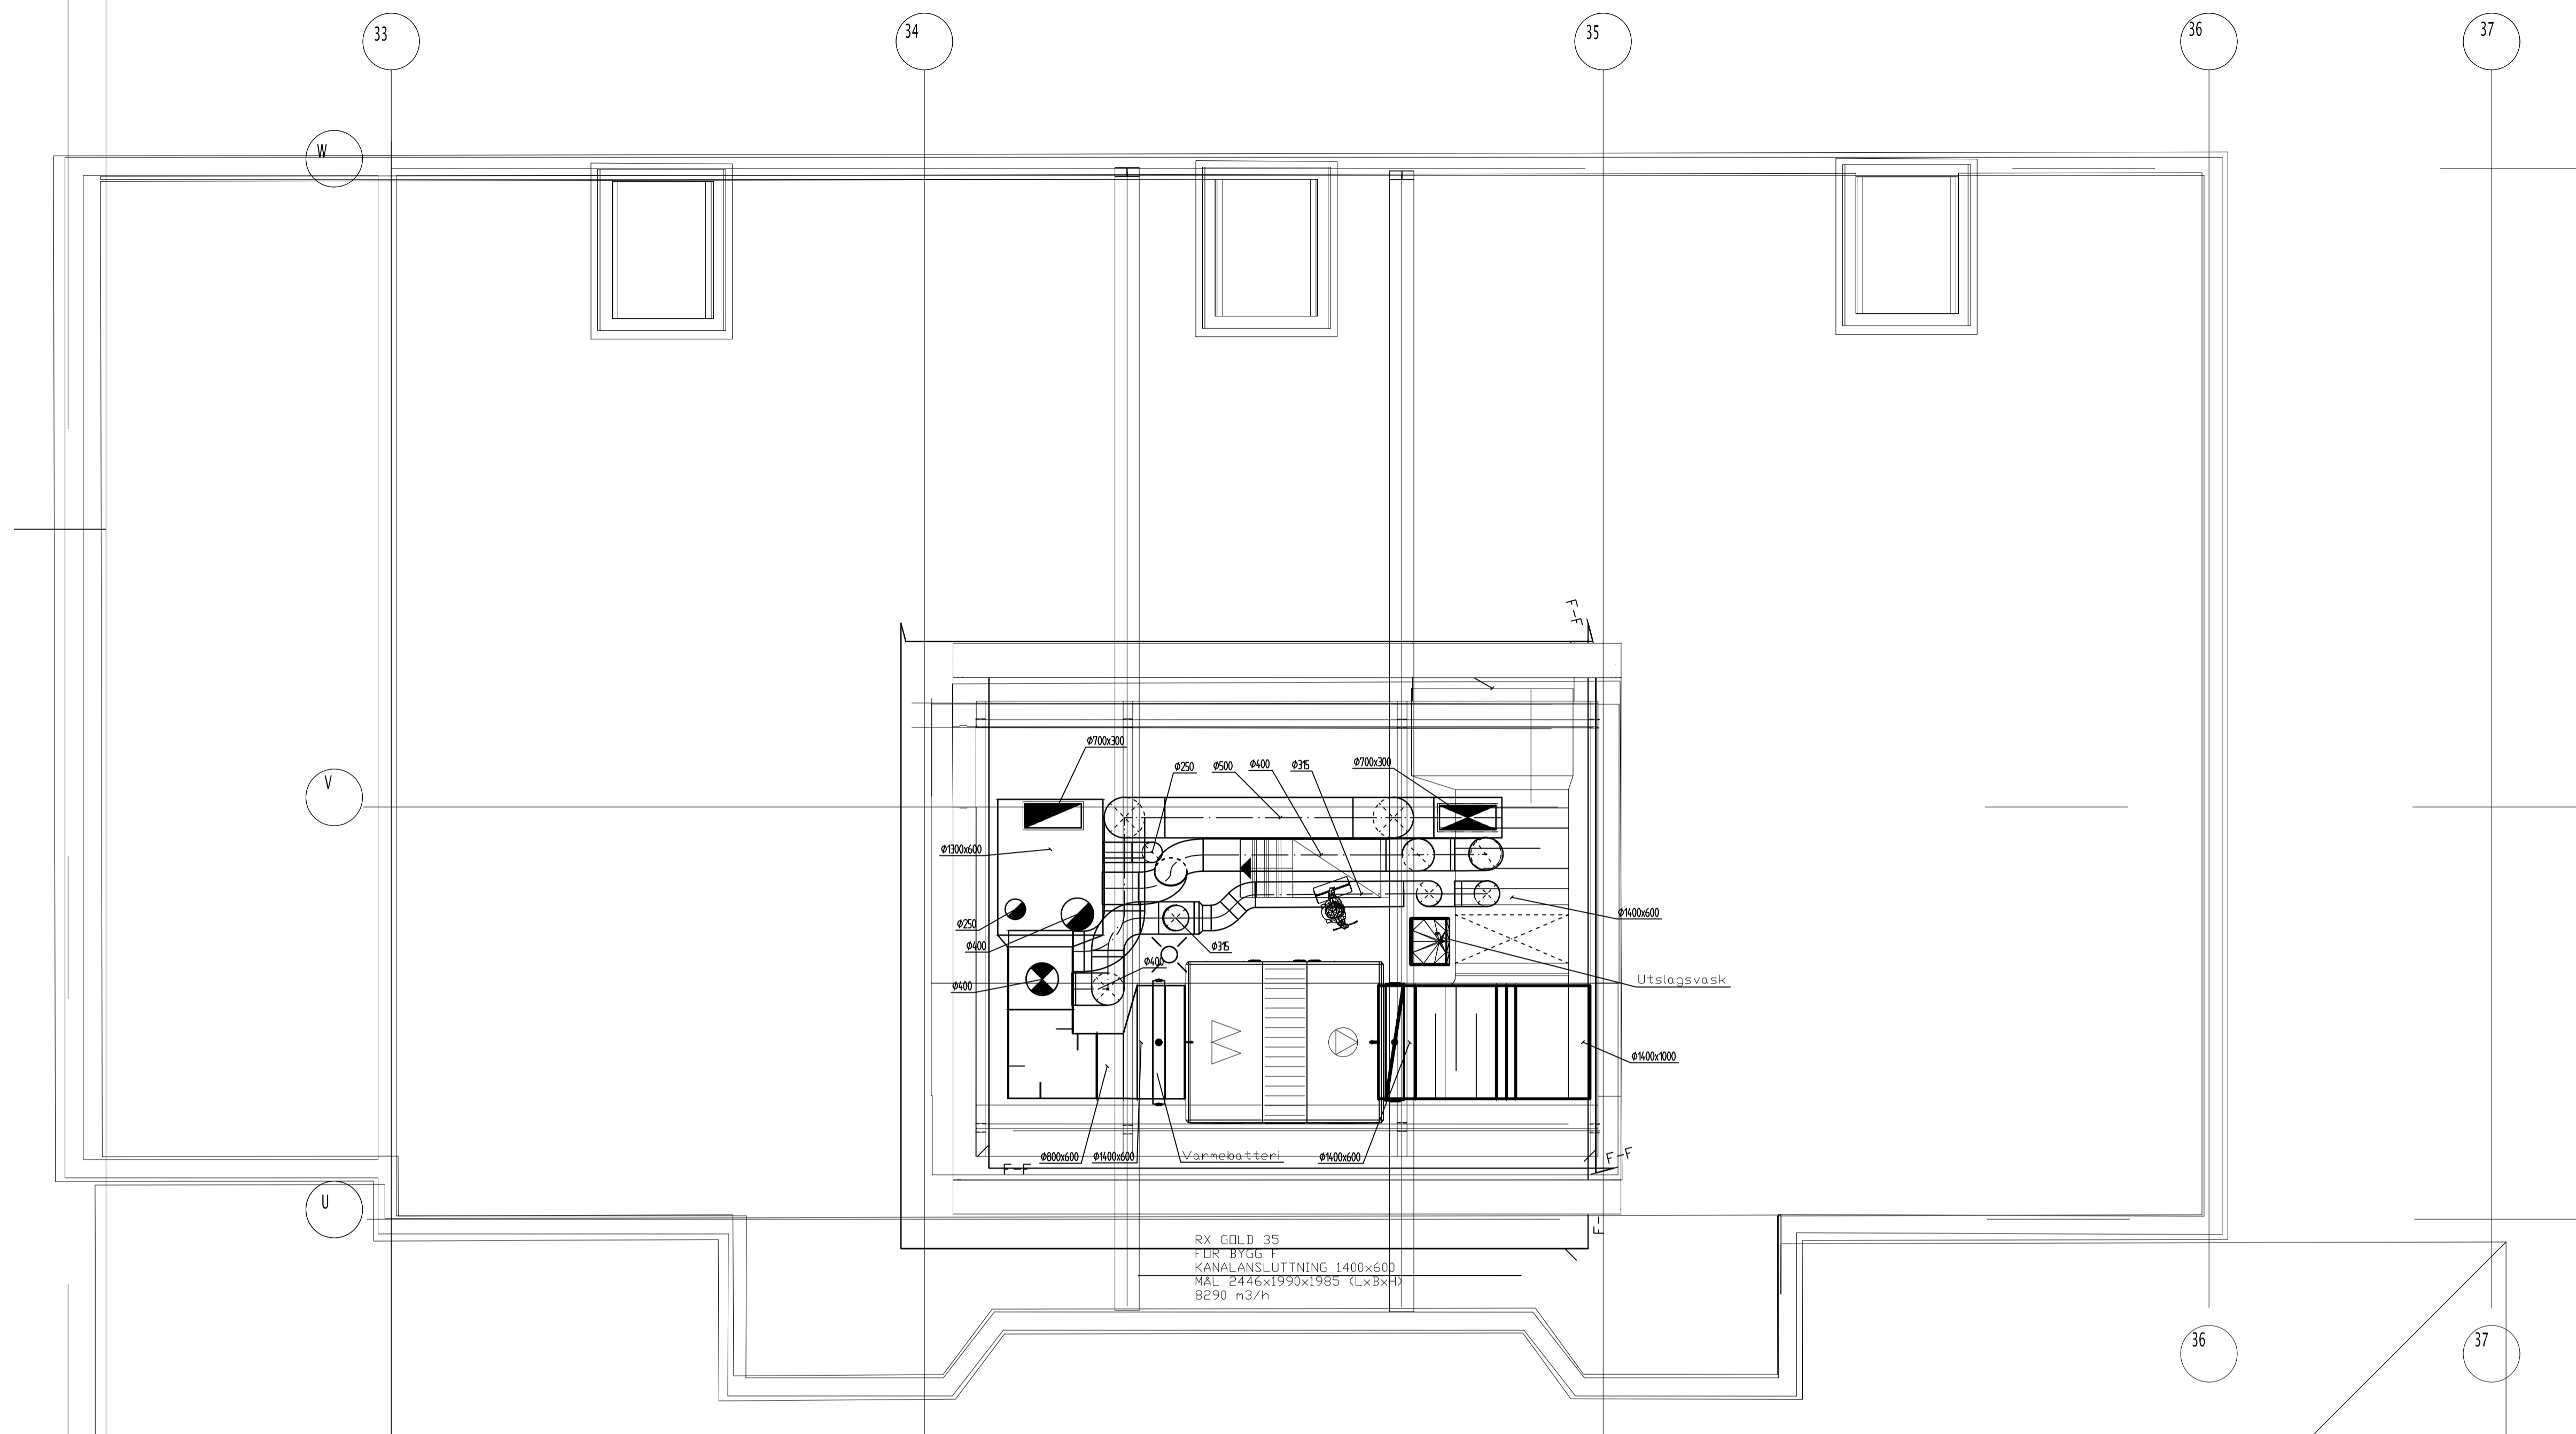 33
34
35
36
37
W
F-F
Ø700x300
Ø250
Ø500
Ø400
Ø315
Ø700x300
V
Ø1300x600
Ø1400x600
Ø250
Ø400
Ø315
Ø400
Ø400
Utslagsvask
Ø1400x1000
Ø800x600
Ø1400x600
Varmebatteri
Ø1400x600
F-F
F-F
U
F-
RX GOLD 35
FOR BYGG F
KANALANSLUTTNING 1400x600
MÅL 2446x1990x1985 (LxBxH)
8290 m3/h
36
37